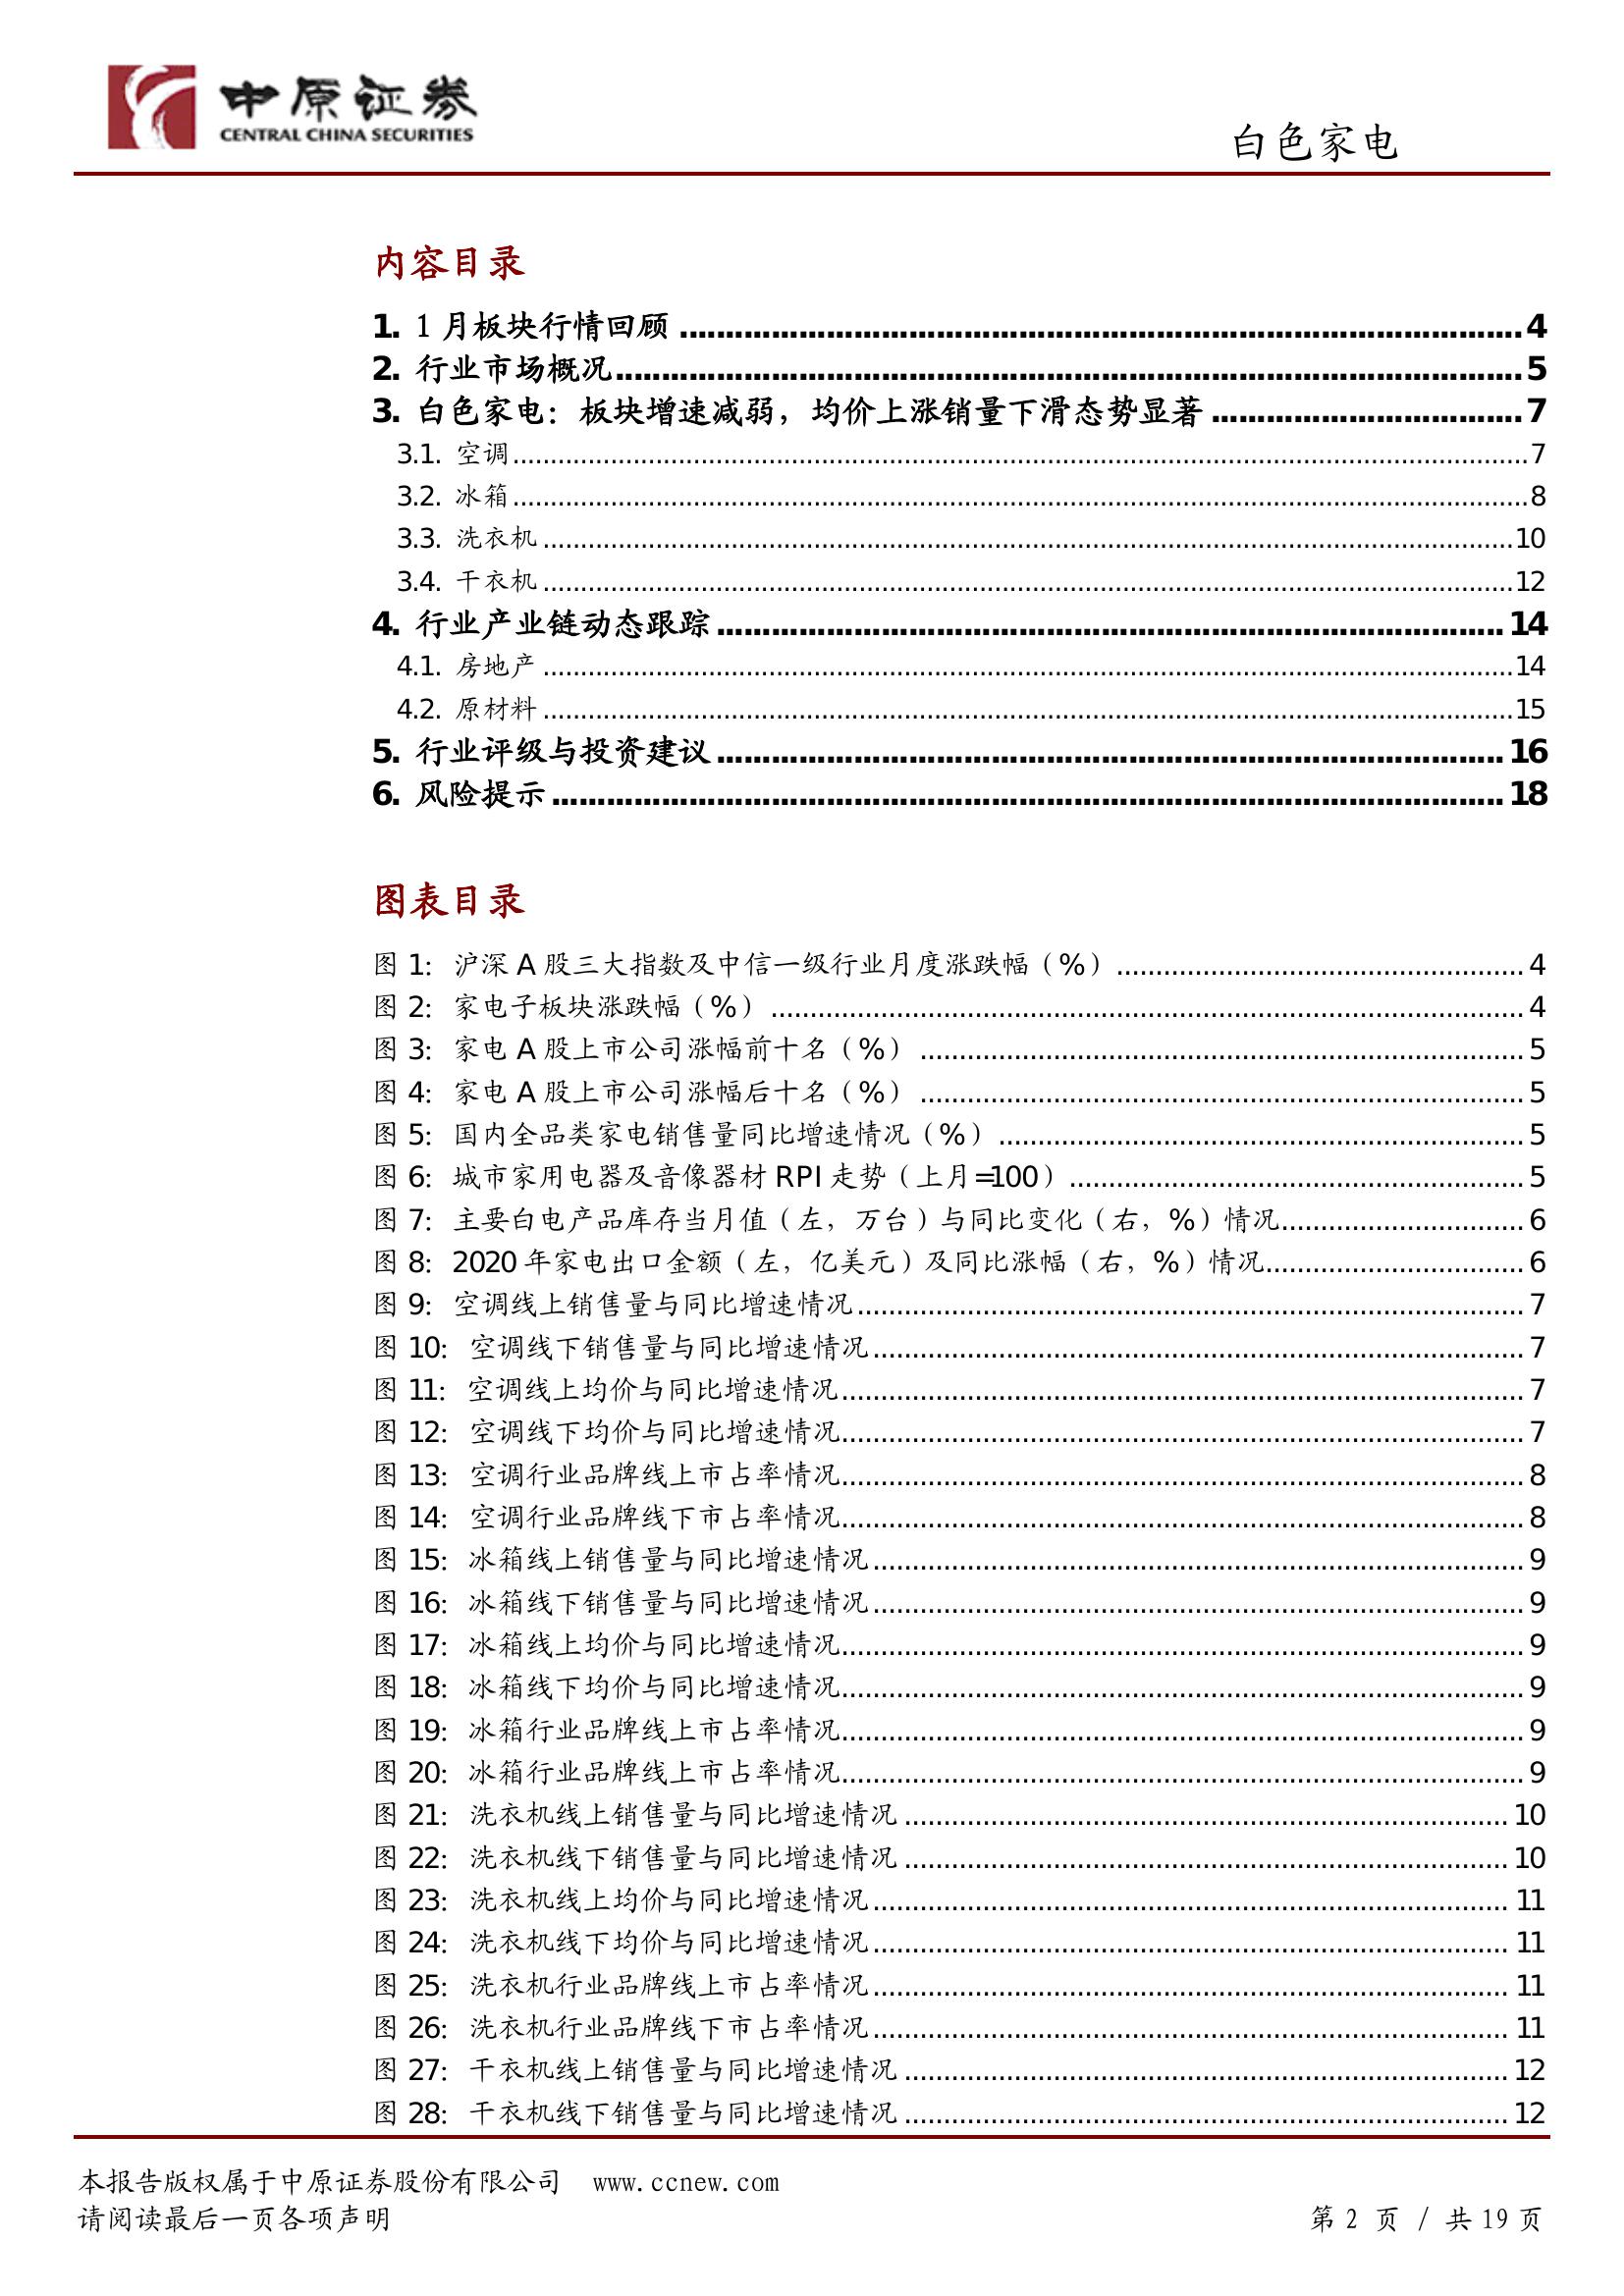 中原证券
CENTRAL CHINA SECURITIES
白色家电
内容目录
1. 1 月板块行情回顾 ........ 4
2. 行业市场概况........ 5
3. 白色家电：板块增速减弱，均价上涨销量下滑态势显著 ........ 7
3.1. 空调........ 7
3.2. 冰箱........ 8
3.3. 洗衣机 ........ 10
3.4. 干衣机 ........ 12
4. 行业产业链动态跟踪 ........ 14
4.1. 房地产 ........ 14
4.2. 原材料 ........ 15
5. 行业评级与投资建议 ........ 16
6. 风险提示 ........ 18
图表目录
图 1：沪深 A 股三大指数及中信一级行业月度涨跌幅（%） ........ 4
图 2：家电子板块涨跌幅（%） ........ 4
图 3：家电 A 股上市公司涨幅前十名（%） ........ 5
图 4：家电 A 股上市公司涨幅后十名（%） ........ 5
图 5：国内全品类家电销售量同比增速情况（%） ........ 5
图 6：城市家用电器及音像器材 RPI 走势（上月=100） ........ 5
图 7：主要白电产品库存当月值（左，万台）与同比变化（右，%）情况........ 6
图 8：2020 年家电出口金额（左，亿美元）及同比涨幅（右，%）情况........ 6
图 9：空调线上销售量与同比增速情况........ 7
图 10：空调线下销售量与同比增速情况........ 7
图 11：空调线上均价与同比增速情况........ 7
图 12：空调线下均价与同比增速情况........ 7
图 13：空调行业品牌线上市占率情况........ 8
图 14：空调行业品牌线下市占率情况........ 8
图 15：冰箱线上销售量与同比增速情况........ 9
图 16：冰箱线下销售量与同比增速情况........ 9
图 17：冰箱线上均价与同比增速情况........ 9
图 18：冰箱线下均价与同比增速情况........ 9
图 19：冰箱行业品牌线上市占率情况........ 9
图 20：冰箱行业品牌线上市占率情况........ 9
图 21：洗衣机线上销售量与同比增速情况 ........ 10
图 22：洗衣机线下销售量与同比增速情况 ........ 10
图 23：洗衣机线上均价与同比增速情况........ 11
图 24：洗衣机线下均价与同比增速情况........ 11
图 25：洗衣机行业品牌线上市占率情况........ 11
图 26：洗衣机行业品牌线下市占率情况........ 11
图 27：干衣机线上销售量与同比增速情况 ........ 12
图 28：干衣机线下销售量与同比增速情况 ........ 12
本报告版权属于中原证券股份有限公司 www.ccnew.com
请阅读最后一页各项声明 第 2 页 / 共 19 页